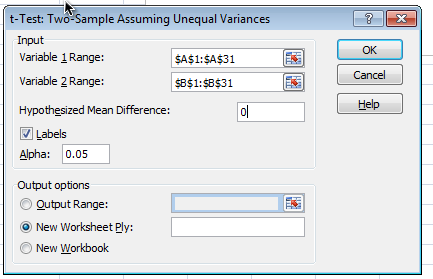 t-Test: Two-Sample Assuming Unequal Variances
Input
Variable 1 Range: $A$1:$A$31
Variable 2 Range: $B$1:$B$31
Hypothesized Mean Difference: 0
Labels
Alpha: 0.05
Output options
Output Range:
New Worksheet Ply:
New Workbook
OK
Cancel
Help